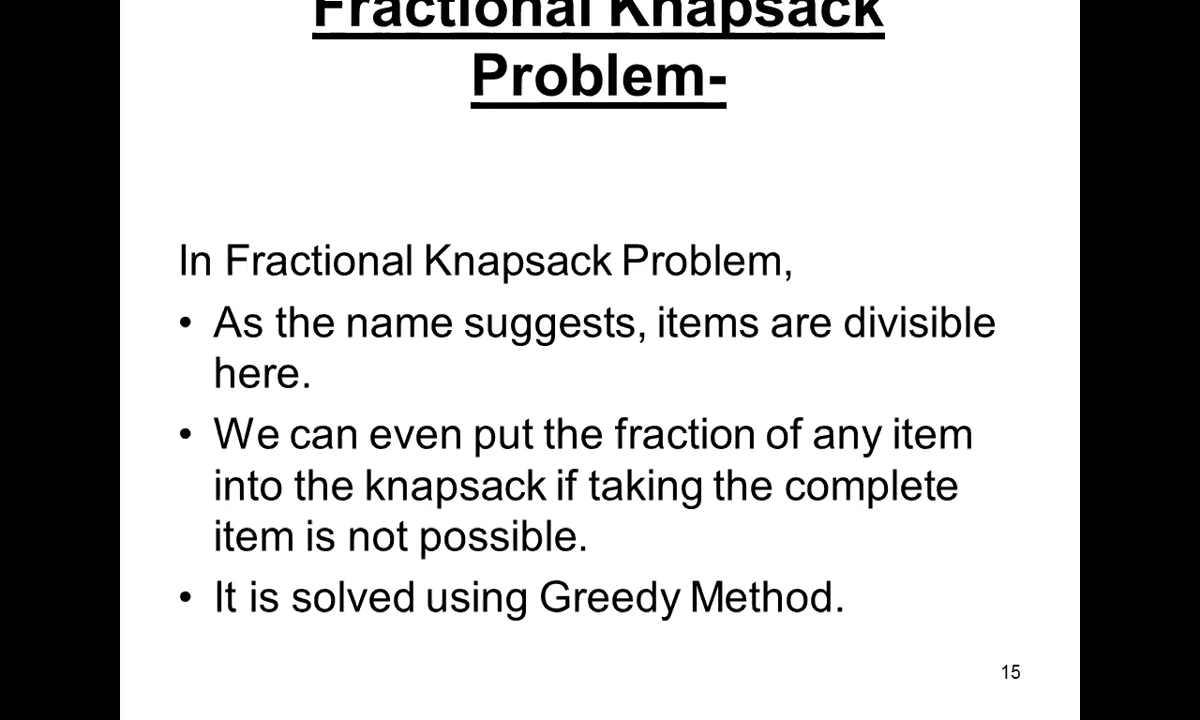 Fractional Knapsack
Problem-
In Fractional Knapsack Problem,
• As the name suggests, items are divisible
here.
• We can even put the fraction of any item
into the knapsack if taking the complete
item is not possible.
• It is solved using Greedy Method.
15